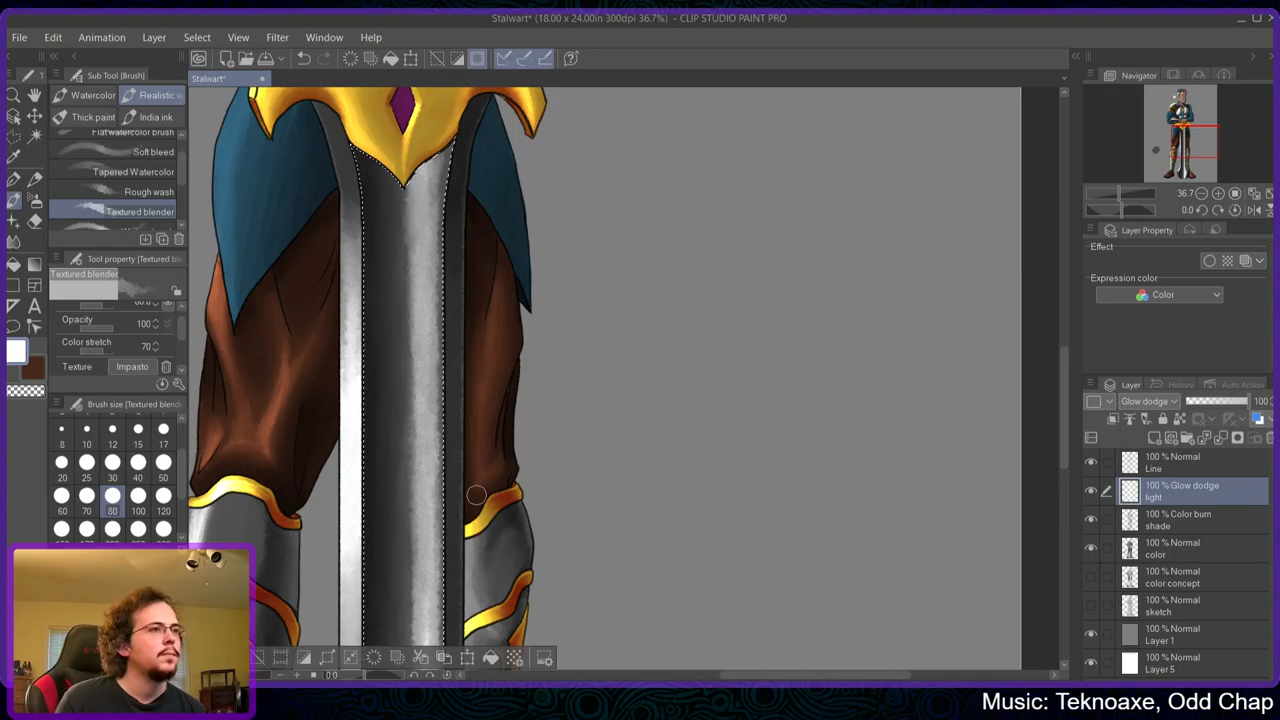 Stalwart* (18.00 x 24.00in 300dpi 36.7%) - CLIP STUDIO PAINT PRO
File Edit Animation Layer Select View Filter Window Help
Sub Tool [Brush]
Stalwart*
Navigator
Watercolor
Realistic w
Thick paint
India ink
Flat watercolor brush
Soft bleed
Tapered Watercolor
Rough wash
Textured blender
36.7
0.0
Tool property [Textured blende
Textured blender
Layer Property
Effect
Expression color
Color
Opacity 100
Color stretch 70
Texture Impasto
Brush size [Textured blend
8 10 12 15 17
20 25 30 40 50
60 70 80 100 120
Layer History Auto Action
Glow dodge 100
100 % Normal
Line
100 % Glow dodge
light
100 % Color burn
shade
100 % Normal
color
100 % Normal
color concept
100 % Normal
sketch
100 % Normal
Layer 1
100 % Normal
Layer 5
Music: Teknoaxe, Odd Chap